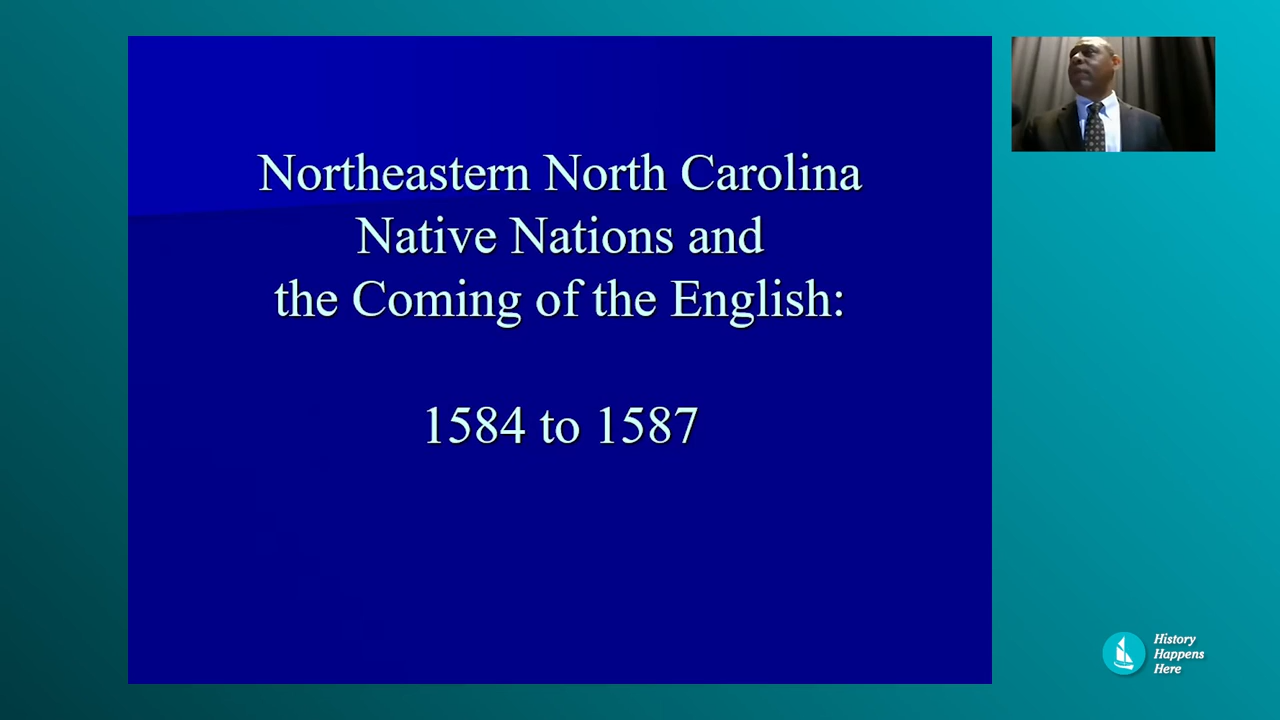 Northeastern North Carolina
Native Nations and
the Coming of the English:
1584 to 1587
History
Happens
Here